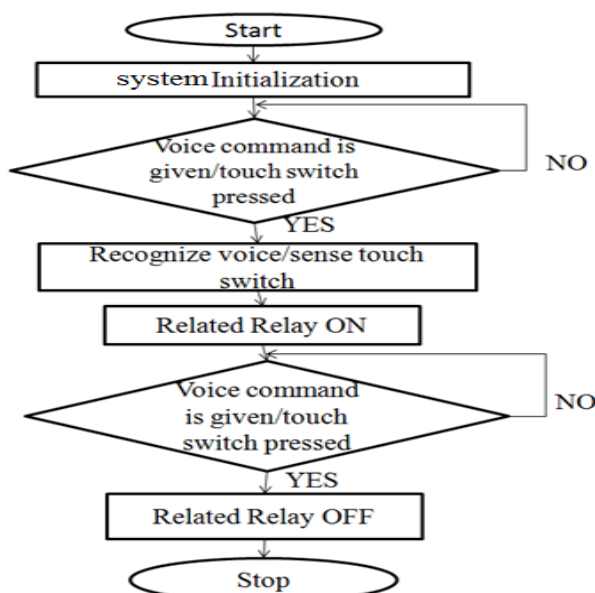 Start
system Initialization
Voice command is
given/touch switch
pressed
NO
YES
Recognize voice/sense touch
switch
Related Relay ON
Voice command
is given/touch
switch pressed
NO
YES
Related Relay OFF
Stop